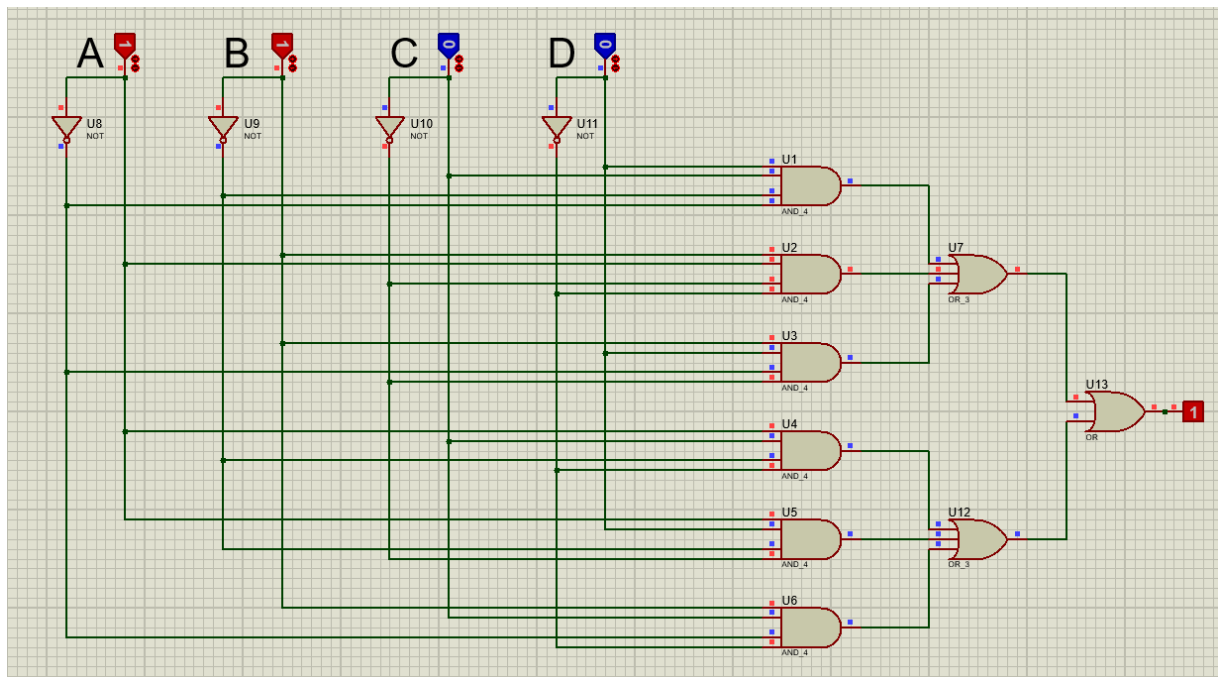 A 1 B 1 C 0 D 0
U8 NOT
U9 NOT
U10 NOT
U11 NOT
U1
AND_4
U2
AND_4
U7
OR_3
U3
AND_4
U13
OR
1
U4
AND_4
U5
AND_4
U12
OR_3
U6
AND_4